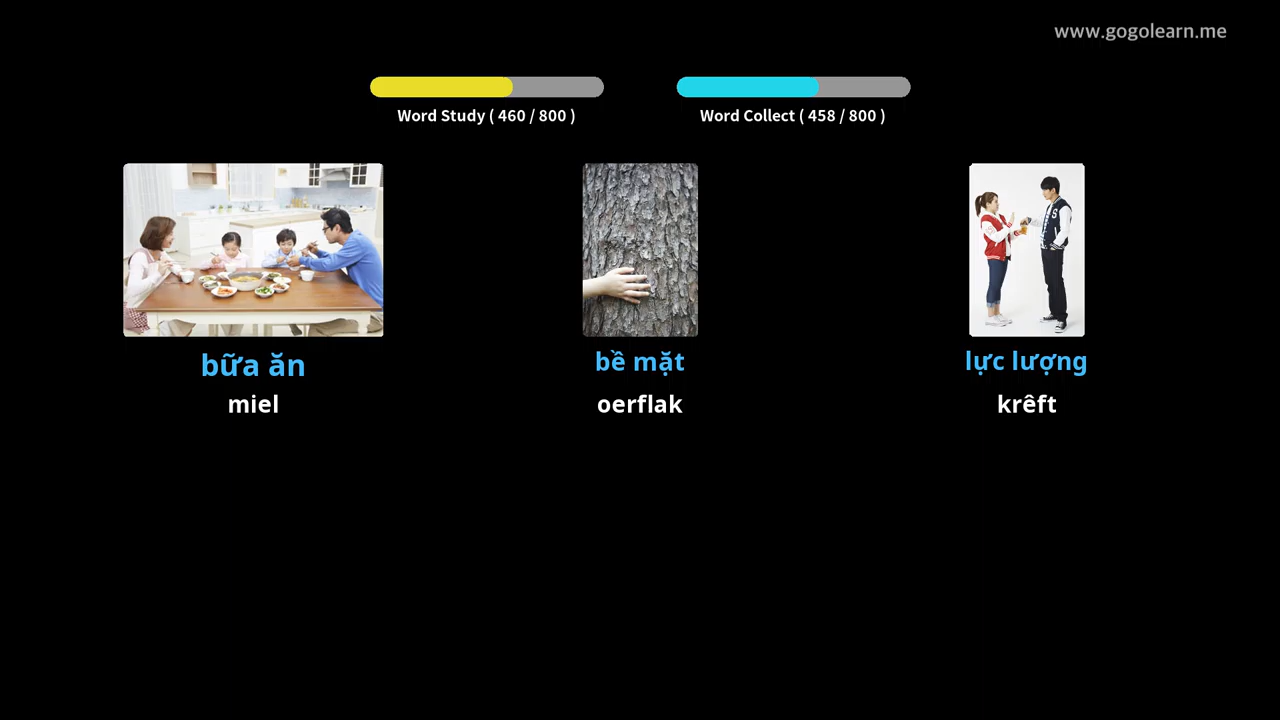 www.gogolearn.me
Word Study ( 460 / 800 )
Word Collect ( 458 / 800 )
bữa ăn
miel
bề mặt
oerflak
lực lượng
krêft